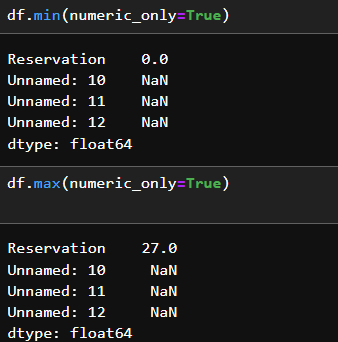 df.min(numeric_only=True)
Reservation    0.0
Unnamed: 10    NaN
Unnamed: 11    NaN
Unnamed: 12    NaN
dtype: float64
df.max(numeric_only=True)
Reservation    27.0
Unnamed: 10     NaN
Unnamed: 11     NaN
Unnamed: 12     NaN
dtype: float64